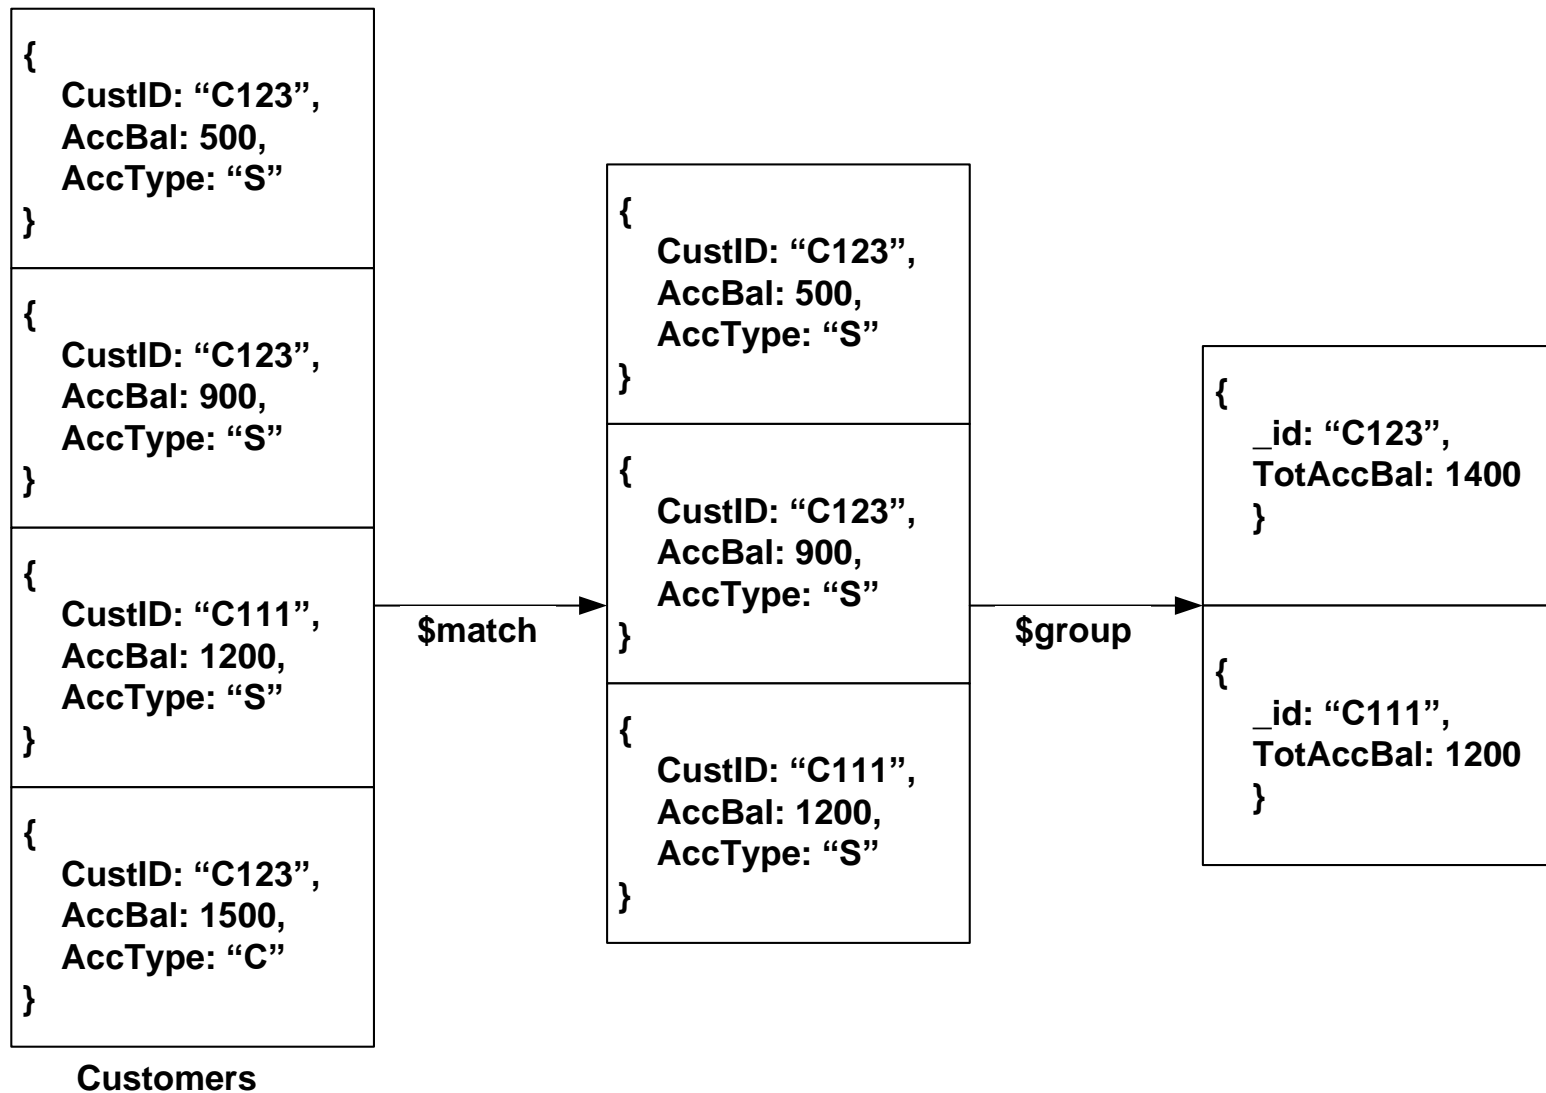 {
CustID: “C123”,
AccBal: 500,
AccType: “S”
}
{
CustID: “C123”,
AccBal: 900,
AccType: “S”
}
{
CustID: “C111”,
AccBal: 1200,
AccType: “S”
}
{
CustID: “C123”,
AccBal: 1500,
AccType: “C”
}
Customers
$match
{
CustID: “C123”,
AccBal: 500,
AccType: “S”
}
{
CustID: “C123”,
AccBal: 900,
AccType: “S”
}
{
CustID: “C111”,
AccBal: 1200,
AccType: “S”
}
$group
{
_id: “C123”,
TotAccBal: 1400
}
{
_id: “C111”,
TotAccBal: 1200
}